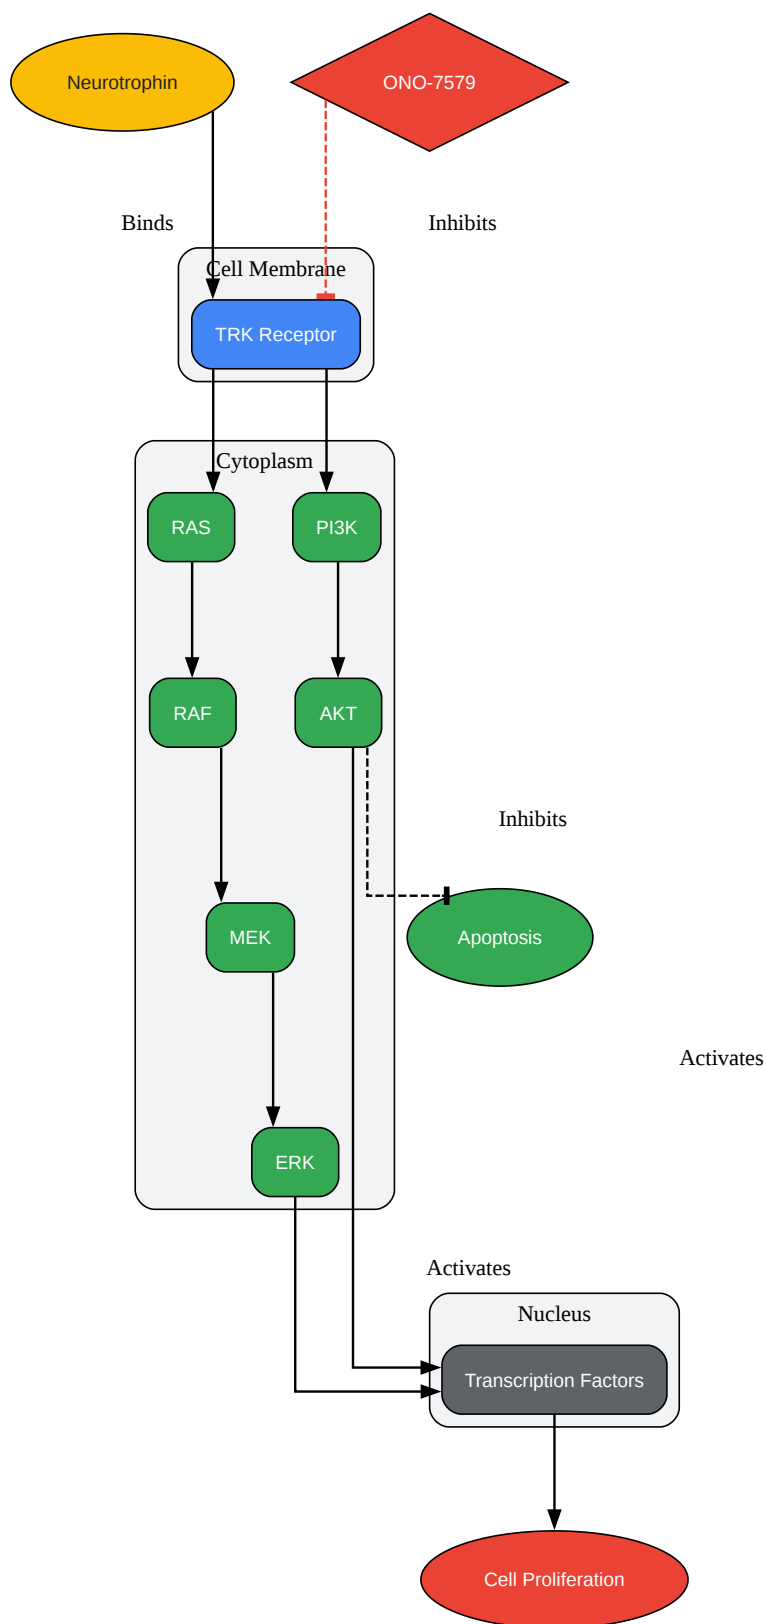 Neurotrophin
ONO-7579
Binds
Inhibits
Cell Membrane
TRK Receptor
Cytoplasm
RAS
PI3K
RAF
AKT
Inhibits
MEK
Apoptosis
Activates
ERK
Activates
Nucleus
Transcription Factors
Cell Proliferation